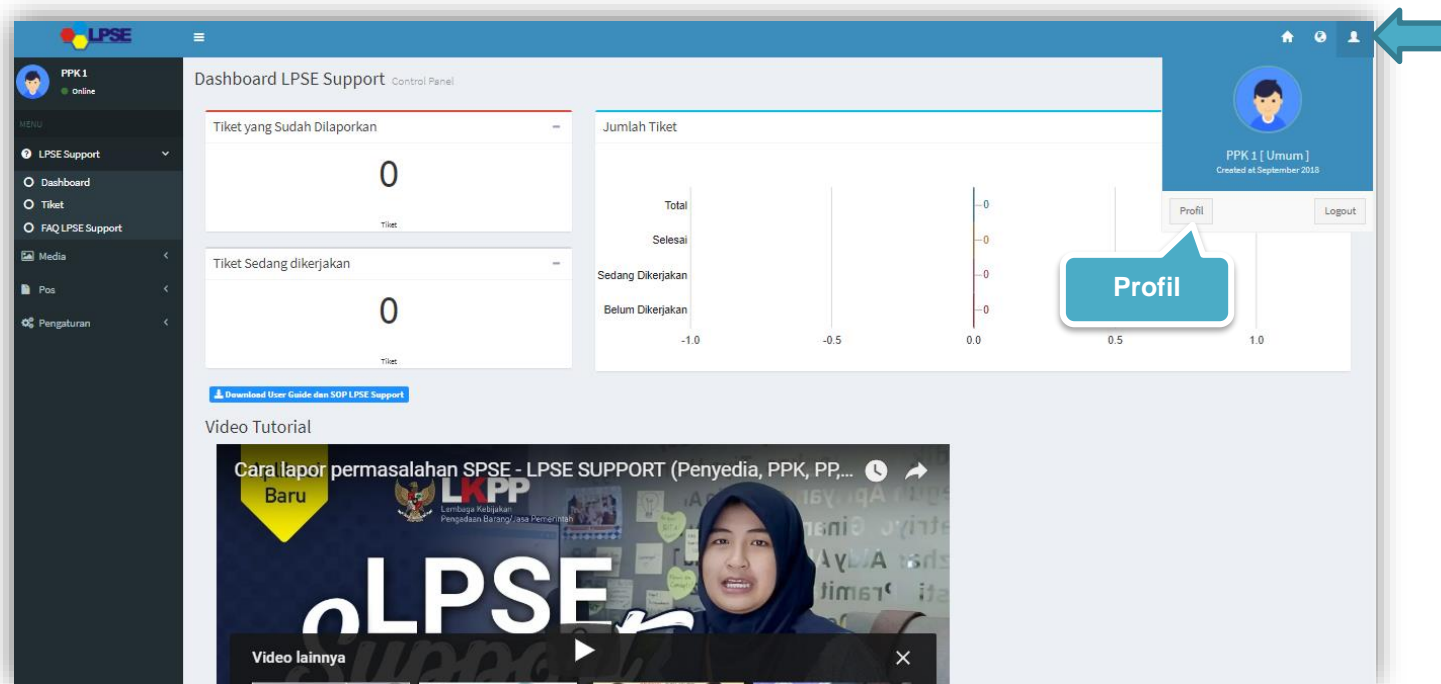 LPSE
PPK 1
Online
MENU
LPSE Support
Dashboard
Tiket
FAQ LPSE Support
Media
Pos
Pengaturan
Dashboard LPSE Support Control Panel
Tiket yang Sudah Dilaporkan
0
Tiket
Tiket Sedang dikerjakan
0
Tiket
Jumlah Tiket
Total
Selesai
Sedang Dikerjakan
Belum Dikerjakan
0
0
0
0
-1.0 -0.5 0.0 0.5 1.0
PPK 1 [ Umum ]
Created at September 2018
Profil Logout
Profil
Download User Guide dan SOP LPSE Support
Video Tutorial
Cara lapor permasalahan SPSE - LPSE SUPPORT (Penyedia, PPK, PP,...
Baru
LKPP
Lembaga Kebijakan
Pengadaan Barang/Jasa Pemerintah
LPSE
Support
Video lainnya